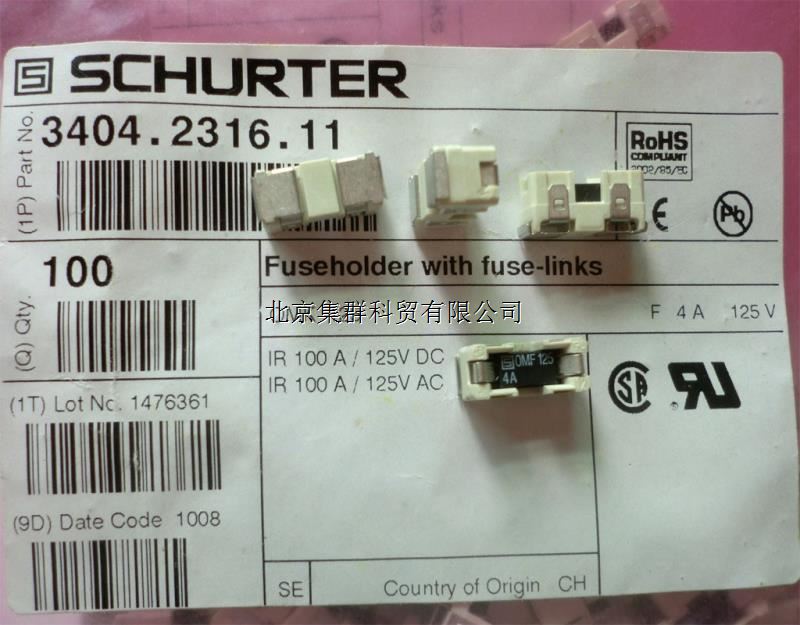 SCHURTER
(1P) Part No. 3404.2316.11
RoHS
COMPLIANT
2002/95/EC
CE
Pb
(Q) Qty. 100
Fuseholder with fuse-links
北京集群科贸有限公司
F 4 A 125 V
IR 100 A / 125V DC
IR 100 A / 125V AC
OMF 125
4A
(1T) Lot No. 1476361
(9D) Date Code 1008
SE
Country of Origin CH